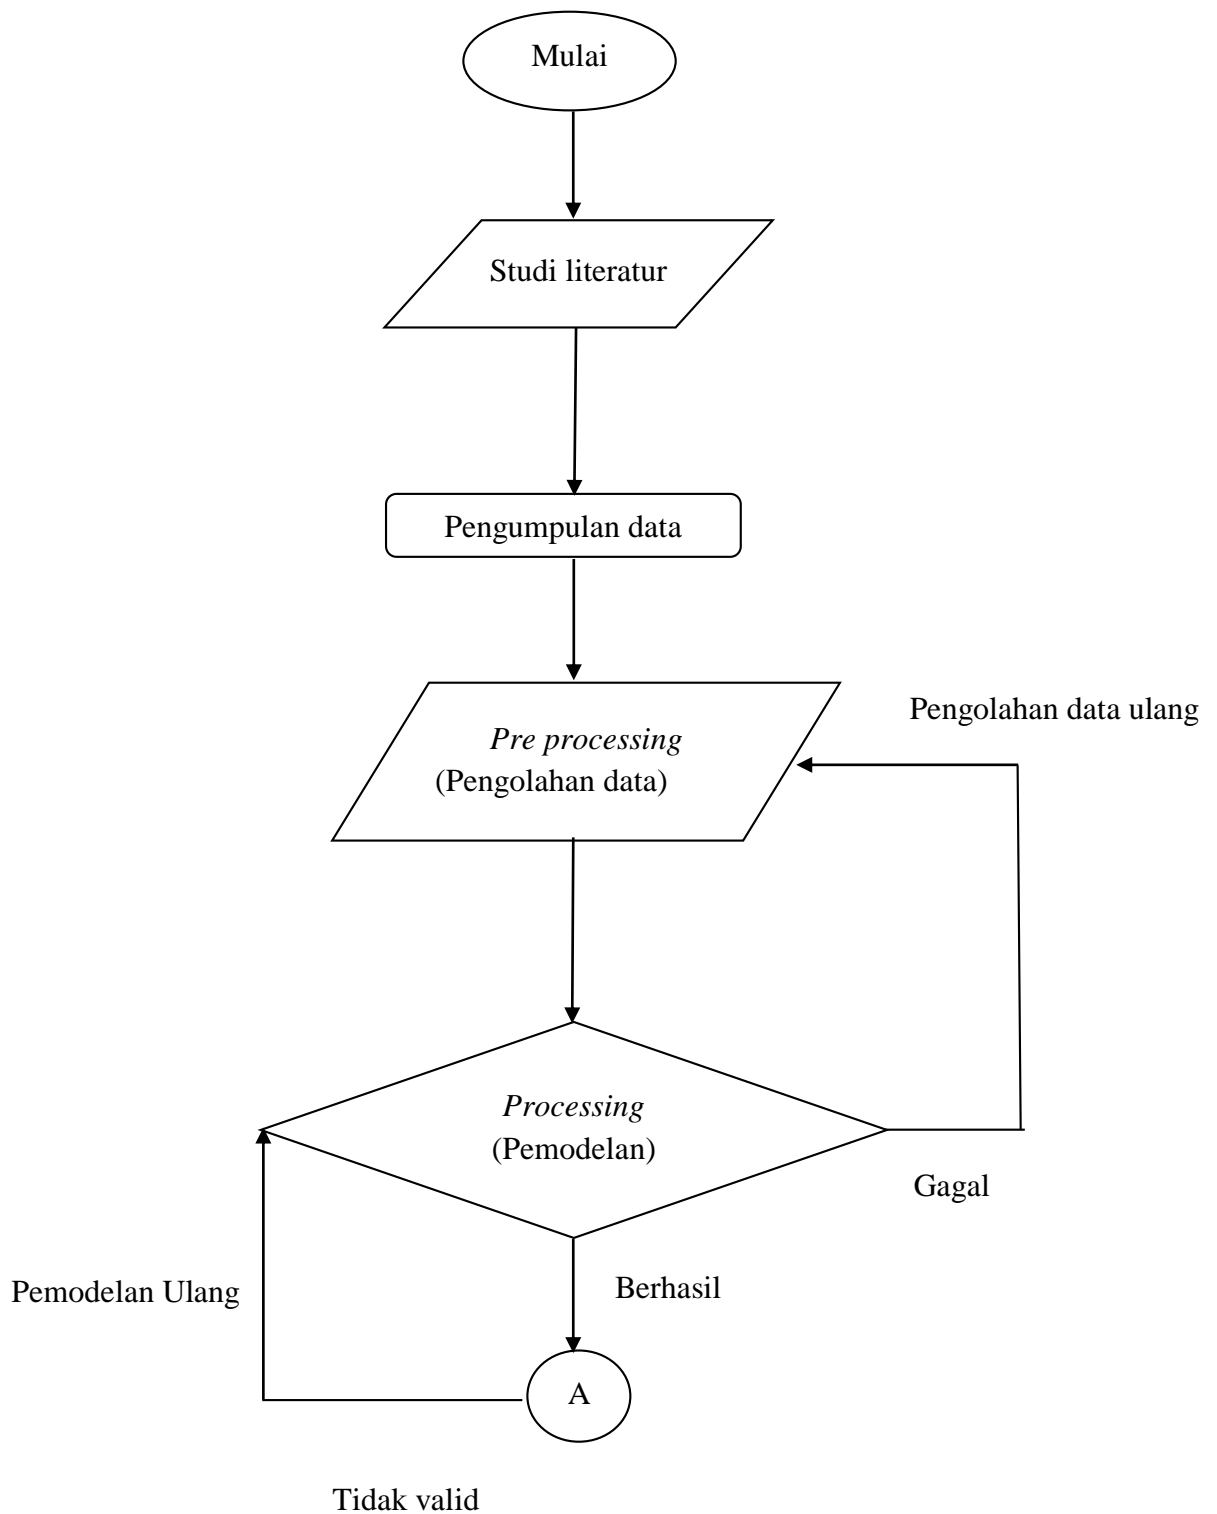 Mulai
Studi literatur
Pengumpulan data
Pengolahan data ulang
Pre processing
(Pengolahan data)
Processing
(Pemodelan)
Gagal
Berhasil
Pemodelan Ulang
A
Tidak valid